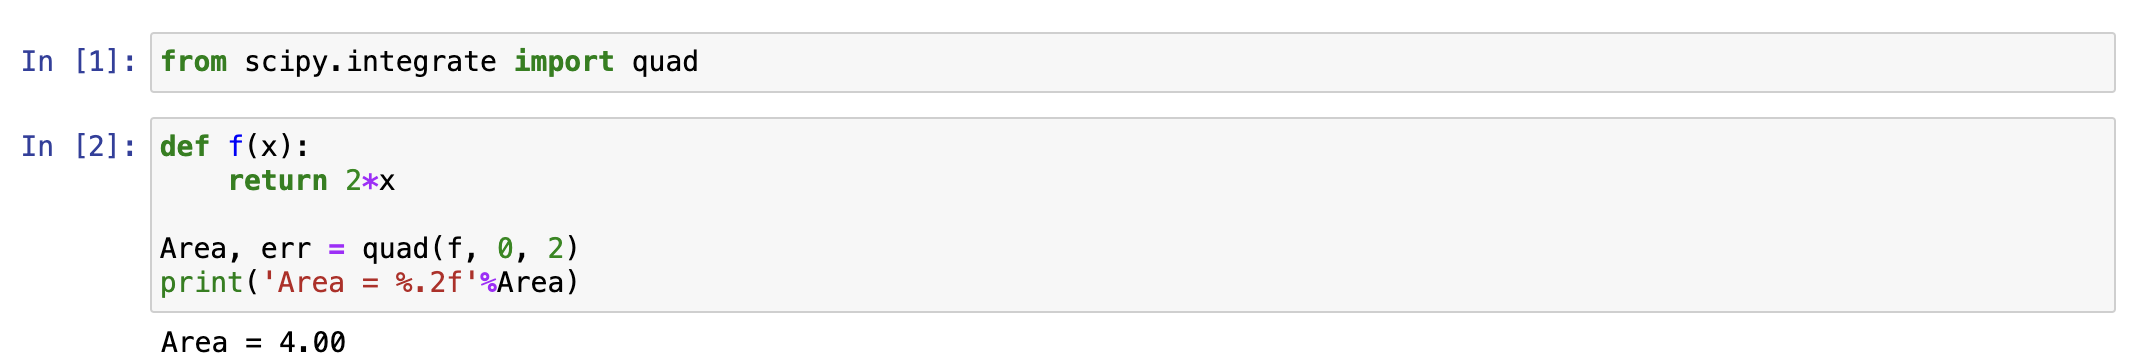 In [1]: from scipy.integrate import quad
In [2]: def f(x):
    return 2*x
Area, err = quad(f, 0, 2)
print('Area = %.2f'%Area)
Area = 4.00